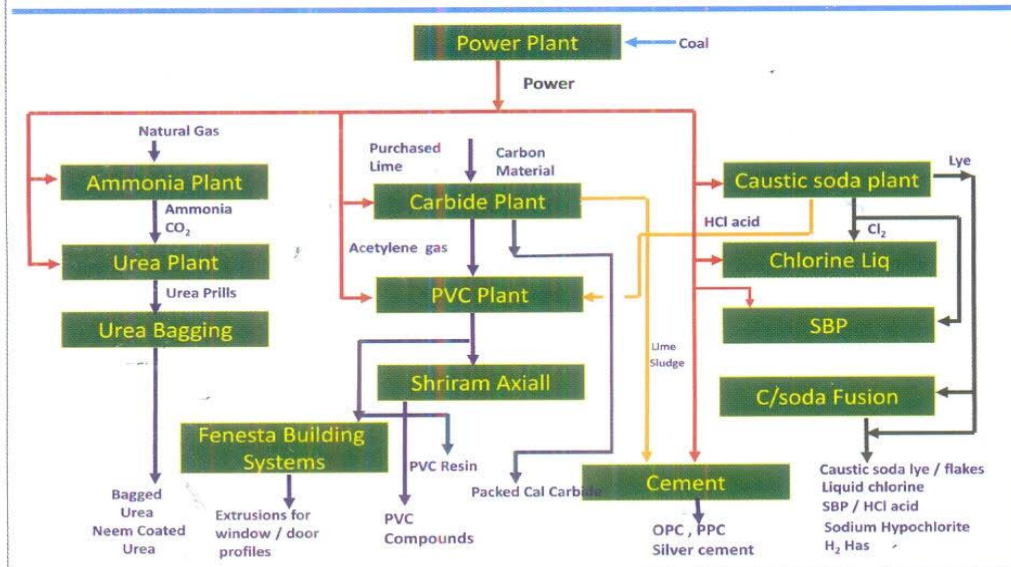 Power Plant
Coal
Power
Natural Gas
Purchased
Lime
Carbon
Material
Lye
Ammonia Plant
Carbide Plant
Caustic soda plant
Ammonia
CO₂
HCl acid
Cl₂
Acetylene gas
Urea Plant
Chlorine Liq
Urea Prills
PVC Plant
Urea Bagging
SBP
Lime
Sludge
Shriram Axiall
C/soda Fusion
Fenesta Building
Systems
PVC Resin
Packed Cal Carbide
Cement
Bagged
Urea
Neem Coated
Urea
Extrusions for
window / door
profiles
PVC
Compounds
OPC , PPC
Silver cement
Caustic soda lye / flakes
Liquid chlorine
SBP / HCl acid
Sodium Hypochlorite
H₂ Has